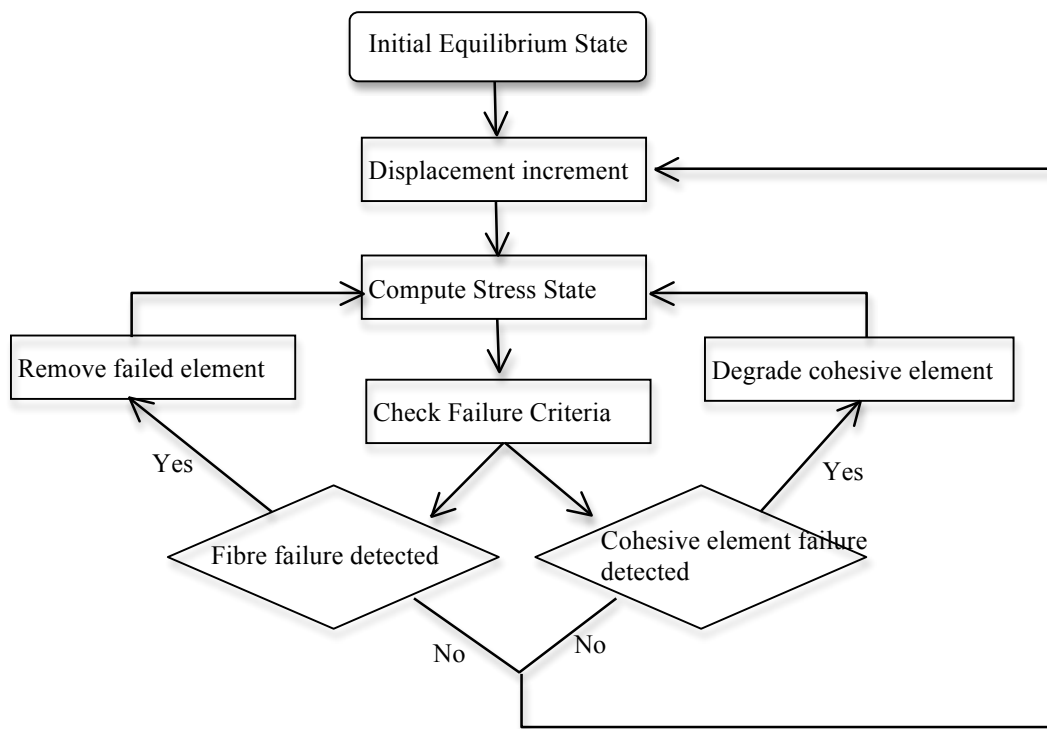 Initial Equilibrium State
Displacement increment
Compute Stress State
Remove failed element
Degrade cohesive element
Check Failure Criteria
Yes
Yes
Fibre failure detected
Cohesive element failure
detected
No
No